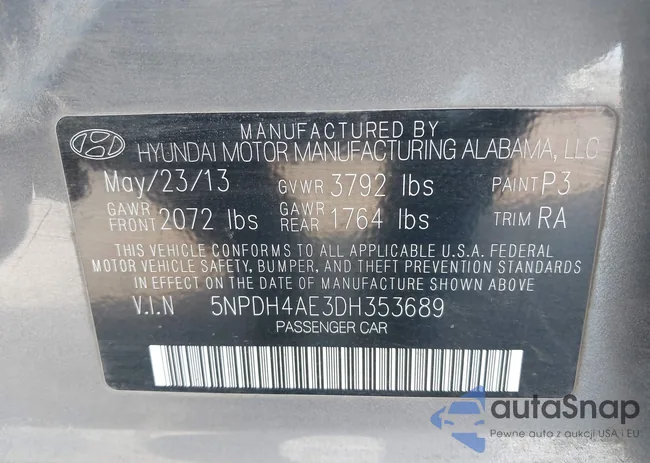 MANUFACTURED BY
HYUNDAI MOTOR MANUFACTURING ALABAMA, LLC
May/23/13 GVWR 3792 lbs PAINT P3
GAWR FRONT 2072 lbs GAWR REAR 1764 lbs TRIM RA
THIS VEHICLE CONFORMS TO ALL APPLICABLE U.S.A. FEDERAL
MOTOR VEHICLE SAFETY, BUMPER, AND THEFT PREVENTION
STANDARDS IN EFFECT ON THE DATE OF MANUFACTURE SHOWN ABOVE
V.I.N 5NPDH4AE3DH353689
PASSENGER CAR
autoSnap
Pewne auto z aukcji USA i EU